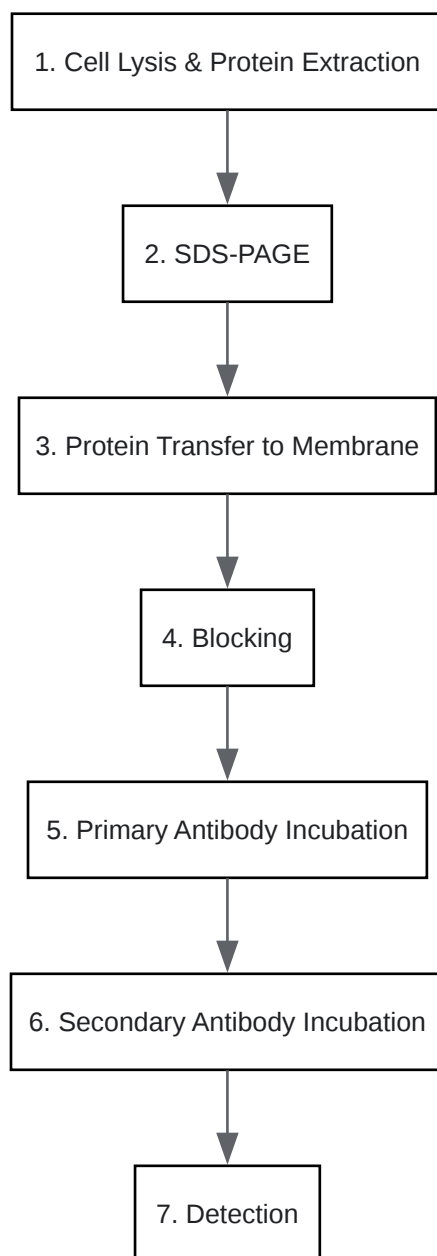 1. Cell Lysis & Protein Extraction
2. SDS-PAGE
3. Protein Transfer to Membrane
4. Blocking
5. Primary Antibody Incubation
6. Secondary Antibody Incubation
7. Detection